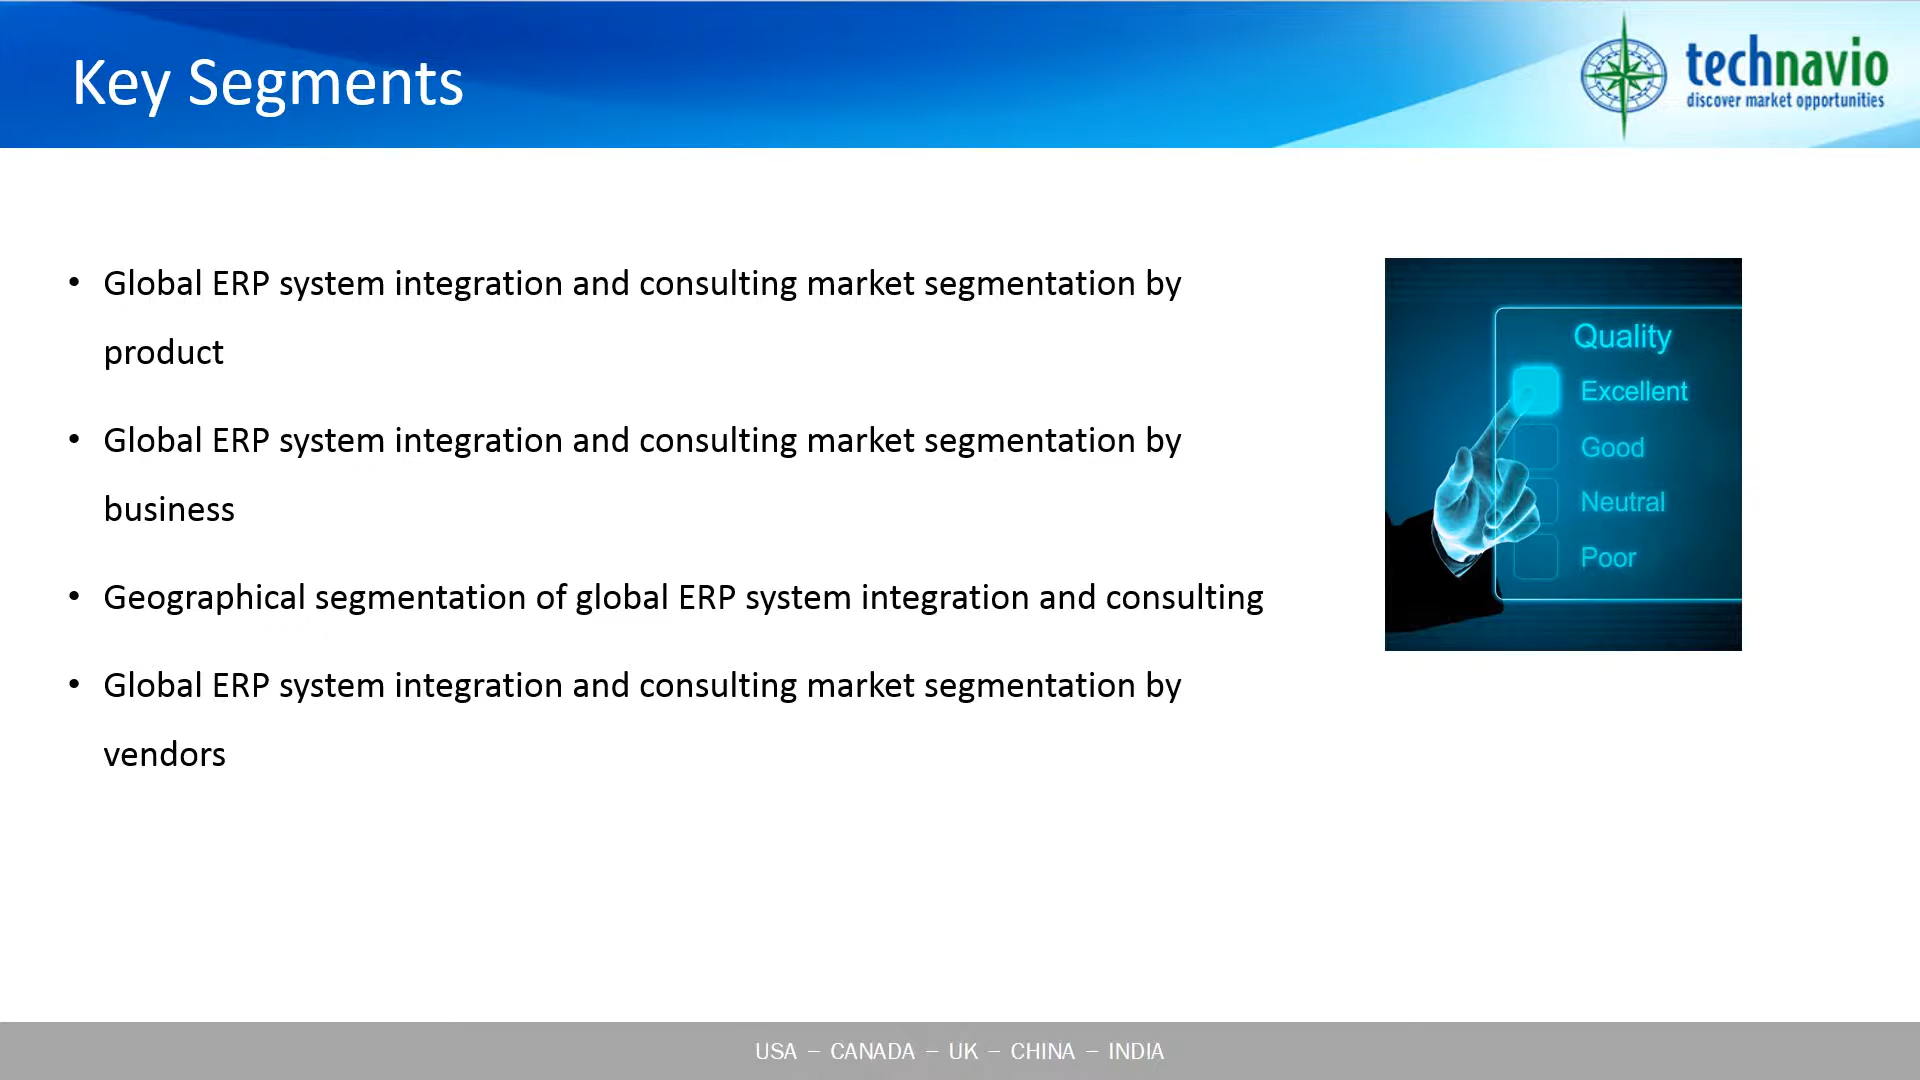 Key Segments
technavio
discover market opportunities
• Global ERP system integration and consulting market segmentation by
product
• Global ERP system integration and consulting market segmentation by
business
• Geographical segmentation of global ERP system integration and consulting
• Global ERP system integration and consulting market segmentation by
vendors
Quality
Excellent
Good
Neutral
Poor
USA – CANADA – UK – CHINA – INDIA